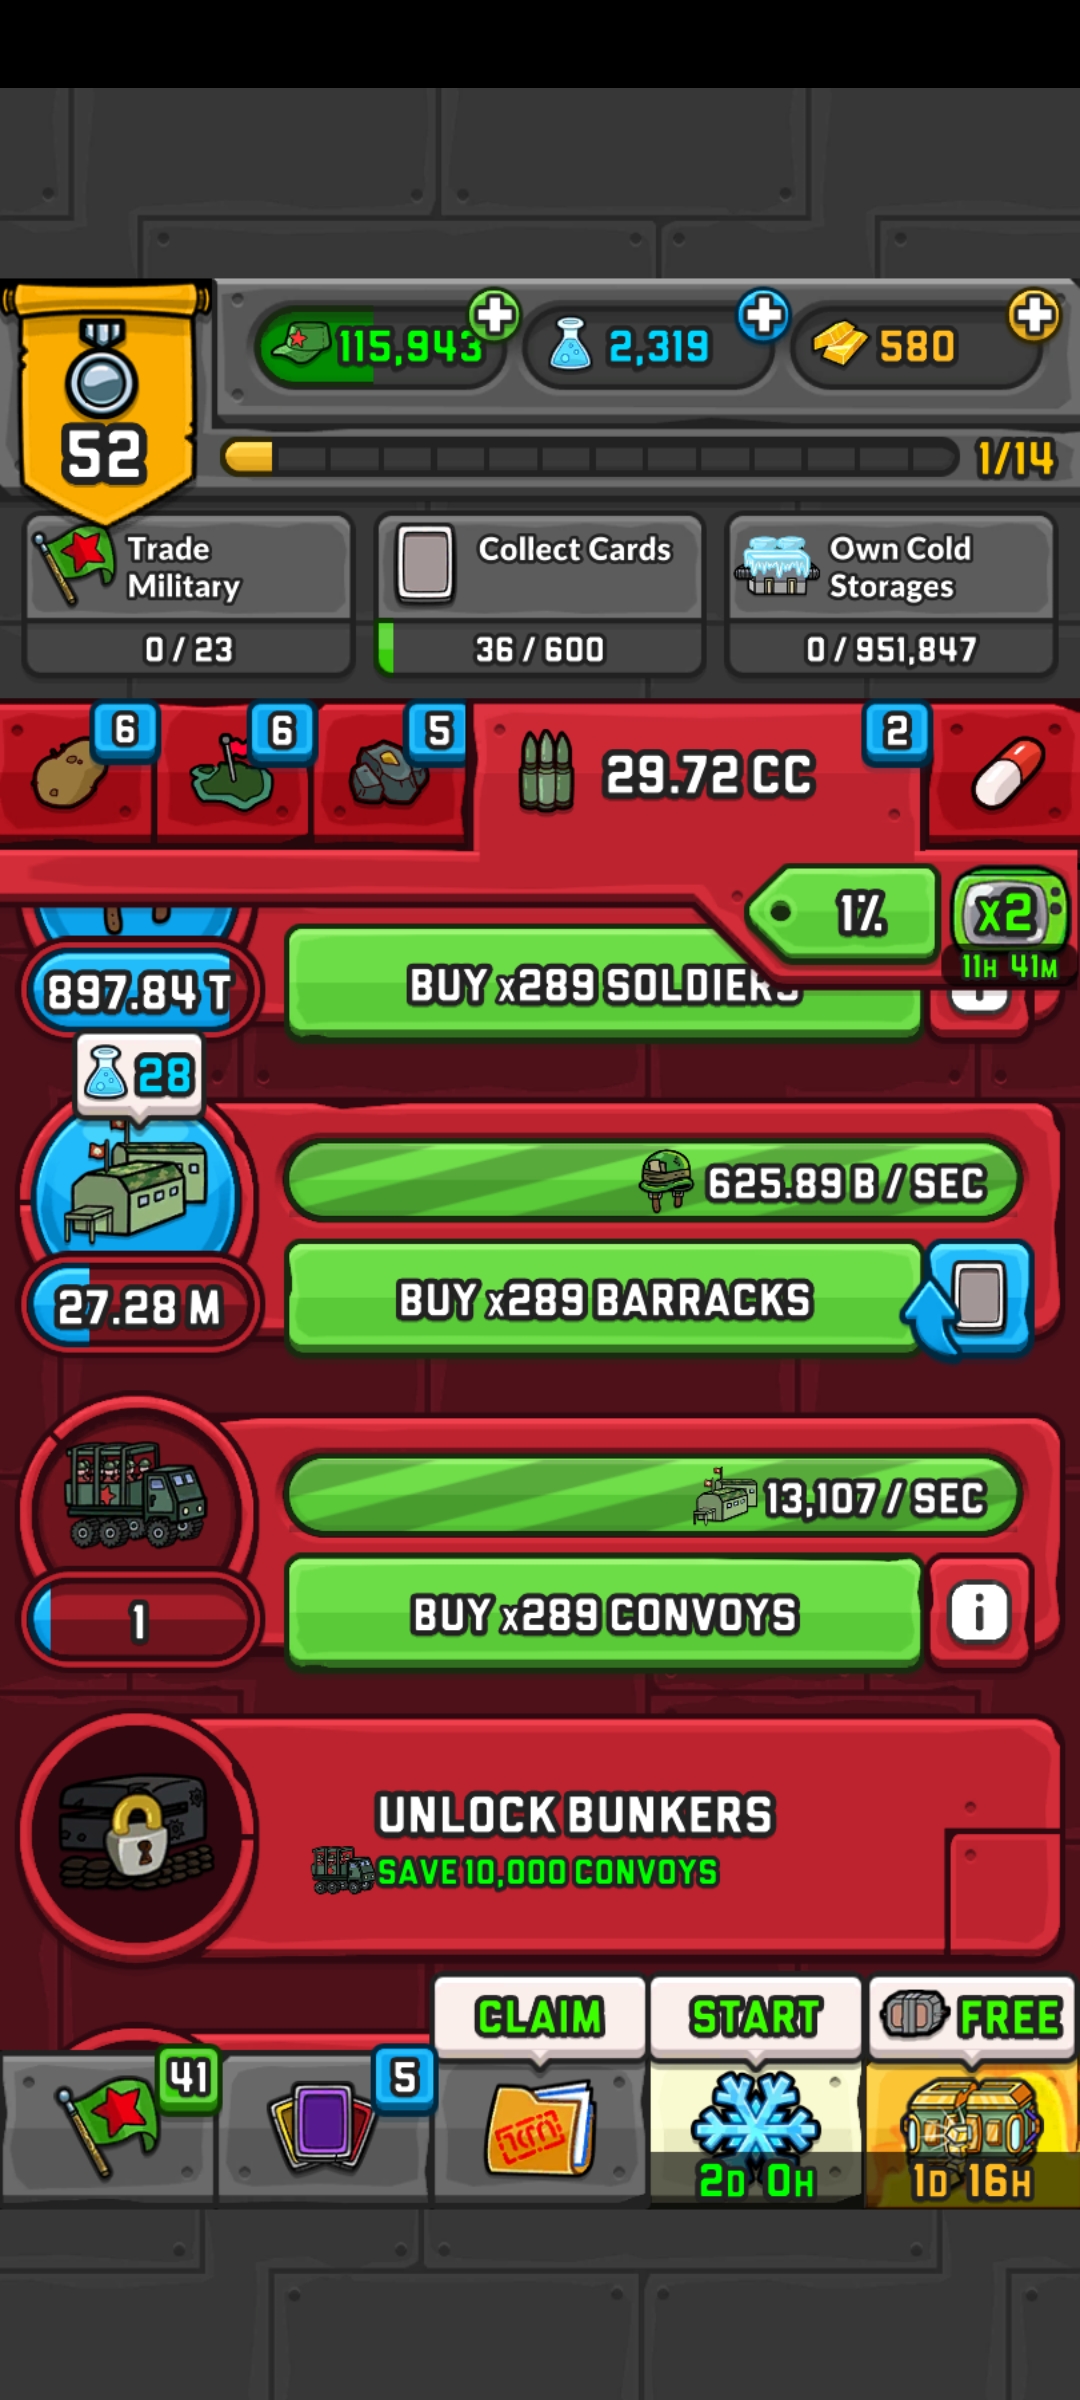 115,943
2,319
580
52
1/14
Trade Military
Collect Cards
Own Cold Storages
0 / 23
36 / 600
0 / 951,847
6
6
5
29.72 CC
2
1%
x2
11H 41M
897.84 T
BUY x289 SOLDIERS
28
625.89 B / SEC
27.28 M
BUY x289 BARRACKS
13,107 / SEC
1
BUY x289 CONVOYS
i
UNLOCK BUNKERS
SAVE 10,000 CONVOYS
CLAIM
START
FREE
41
5
2D 0H
1D 16H